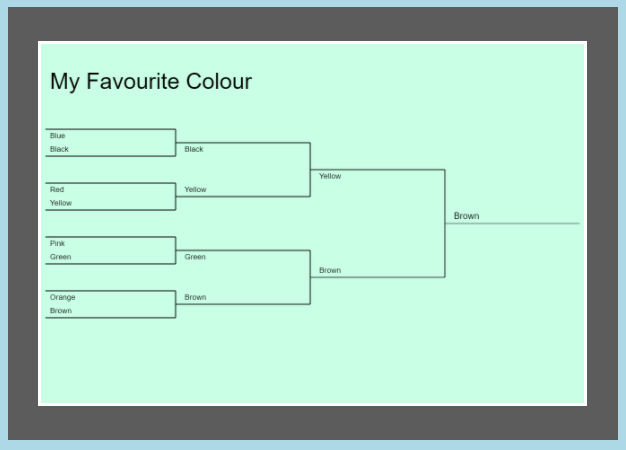 My Favourite Colour
Blue
Black
Red
Yellow
Pink
Green
Orange
Brown
Black
Yellow
Green
Brown
Yellow
Brown
Brown